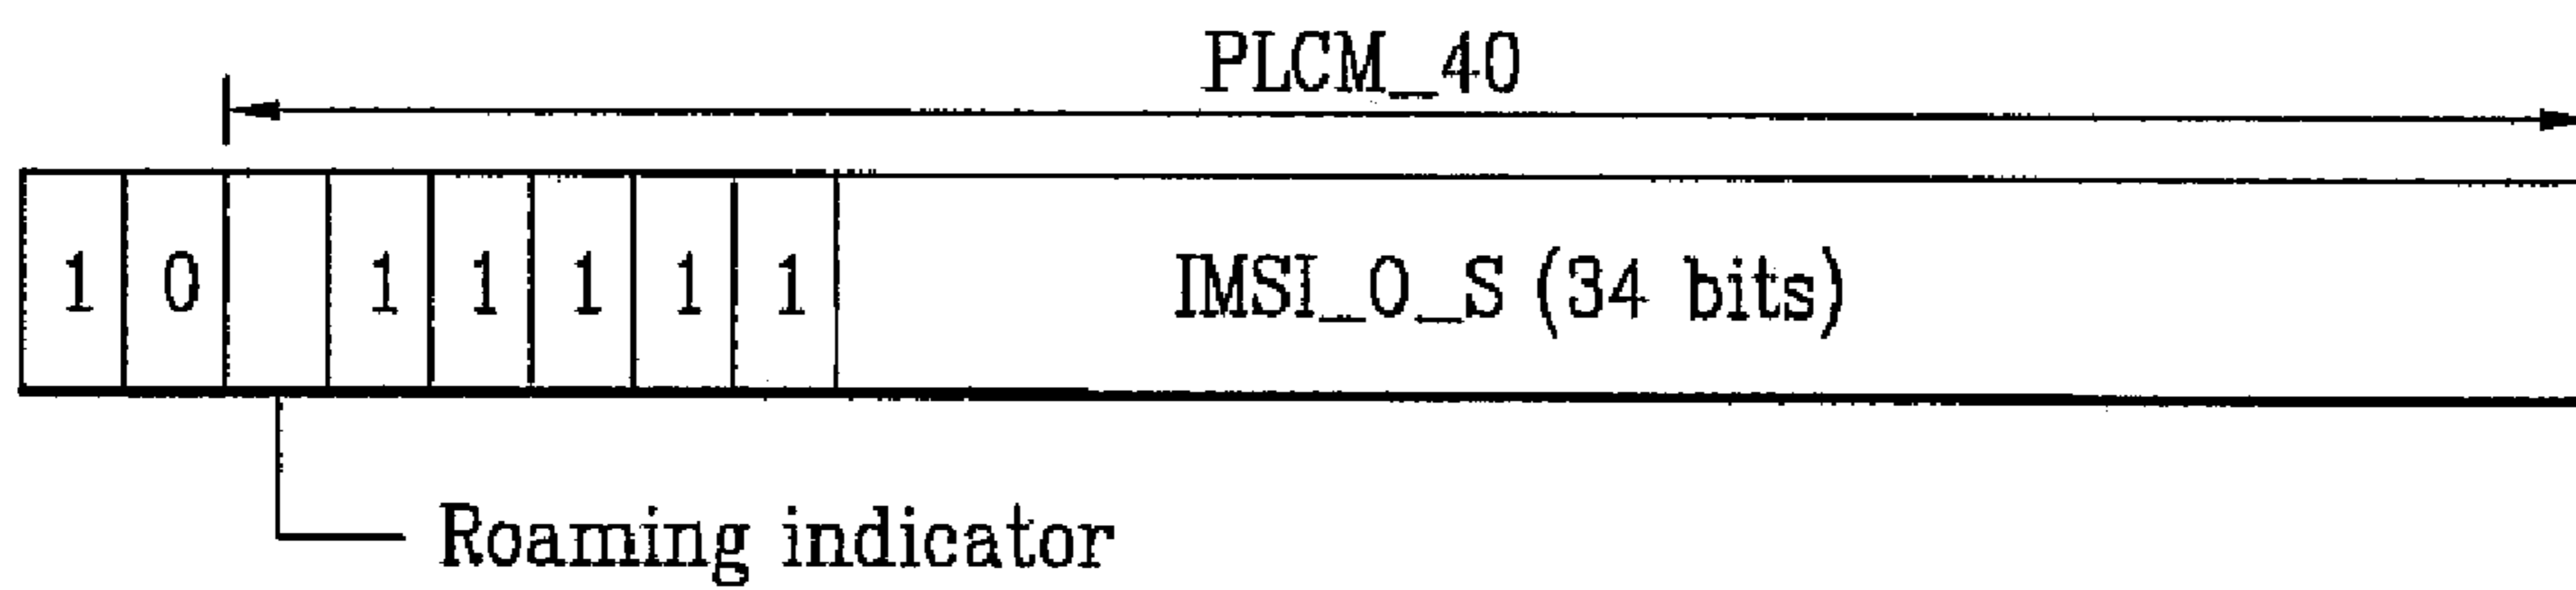 PLCM_40
1 0 1 1 1 1 1 IMSI_O_S (34 bits)
Roaming indicator